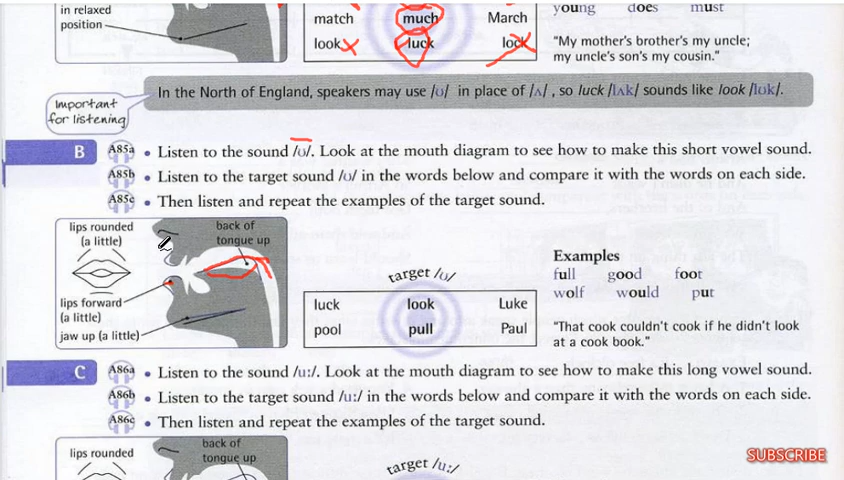 in relaxed
position
match much March
look luck lock
young does must
"My mother's brother's my uncle;
my uncle's son's my cousin."
Important
for listening
In the North of England, speakers may use /ʊ/ in place of /ʌ/, so luck /lʌk/ sounds like look /lʊk/.
B
A85a • Listen to the sound /ʊ/. Look at the mouth diagram to see how to make this short vowel sound.
A85b • Listen to the target sound /ʊ/ in the words below and compare it with the words on each side.
A85c • Then listen and repeat the examples of the target sound.
lips rounded
(a little)
back of
tongue up
lips forward
(a little)
jaw up (a little)
target /ʊ/
luck look Luke
pool pull Paul
Examples
full good foot
wolf would put
"That cook couldn't cook if he didn't look
at a cook book."
C
A86a • Listen to the sound /uː/. Look at the mouth diagram to see how to make this long vowel sound.
A86b • Listen to the target sound /uː/ in the words below and compare it with the words on each side.
A86c • Then listen and repeat the examples of the target sound.
lips rounded
back of
tongue up
target /uː/
SUBSCRIBE